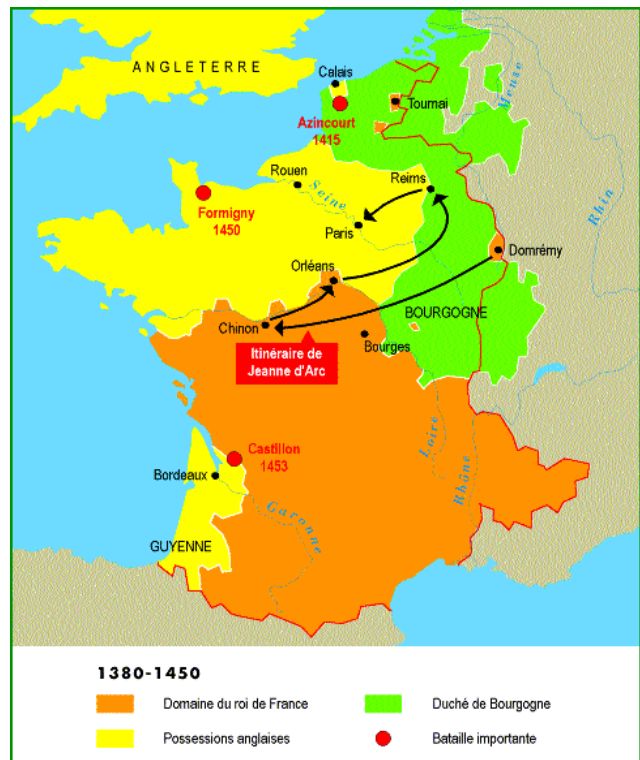 ANGLETERRE
Calais
Tournai
Azincourt
1415
Meuse
Rhin
Rouen
Seine
Reims
Formigny
1450
Paris
Domrémy
Orléans
BOURGOGNE
Chinon
Bourges
Itinéraire de
Jeanne d'Arc
Loire
Rhône
Castillon
1453
Bordeaux
Garonne
GUYENNE
1380-1450
Domaine du roi de France
Duché de Bourgogne
Possessions anglaises
Bataille importante